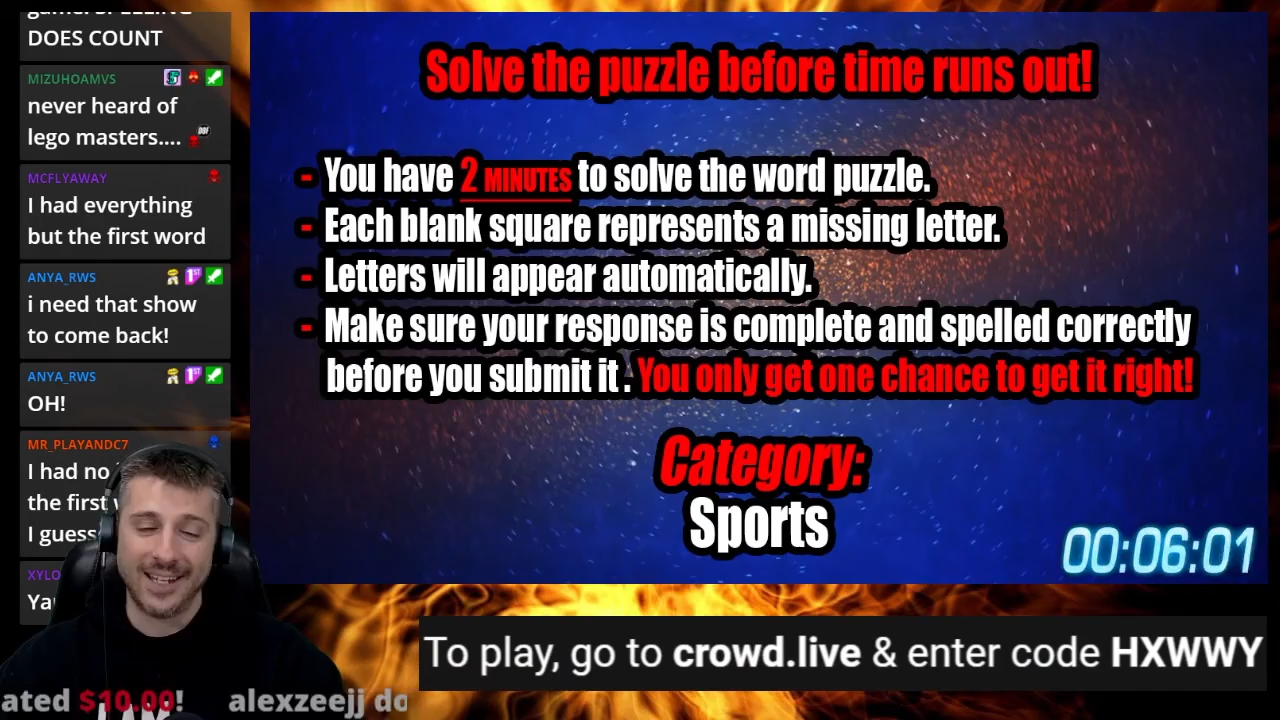 DOES COUNT
MIZUHOAMVS
never heard of
lego masters....
OOF
MCFLYAWAY
I had everything
but the first word
ANYA_RWS
1ST
i need that show
to come back!
ANYA_RWS
1ST
OH!
MR_PLAYANDC7
I had no
the first
I guess
XYLO
Solve the puzzle before time runs out!
- You have 2 MINUTES to solve the word puzzle.
- Each blank square represents a missing letter.
- Letters will appear automatically.
- Make sure your response is complete and spelled correctly
before you submit it . You only get one chance to get it right!
Category:
Sports
00:06:01
To play, go to crowd.live & enter code HXWWY
ated $10.00! alexzeejj do
I AM